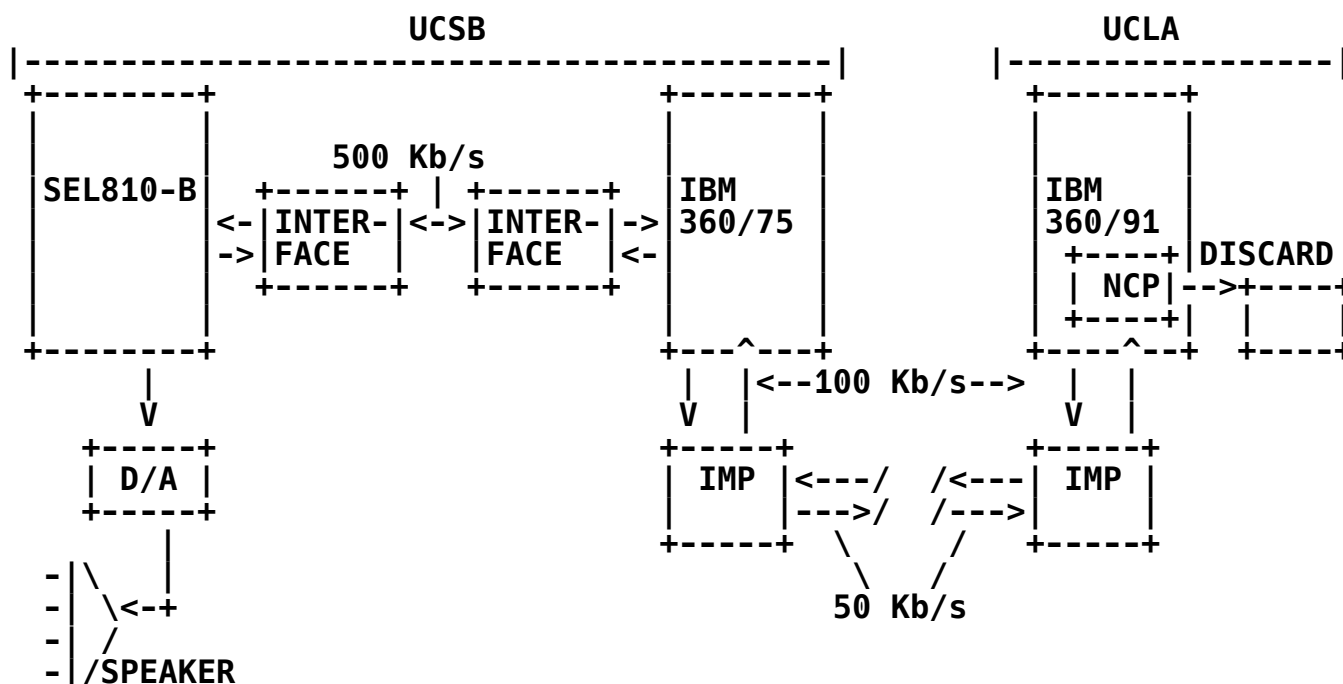 UCSB UCLA
500 Kb/s
SEL810-B IBM IBM
INTER- INTER- 360/75 360/91
FACE FACE DISCARD
NCP
<--100 Kb/s-->
V V V
D/A IMP IMP
50 Kb/s
SPEAKER